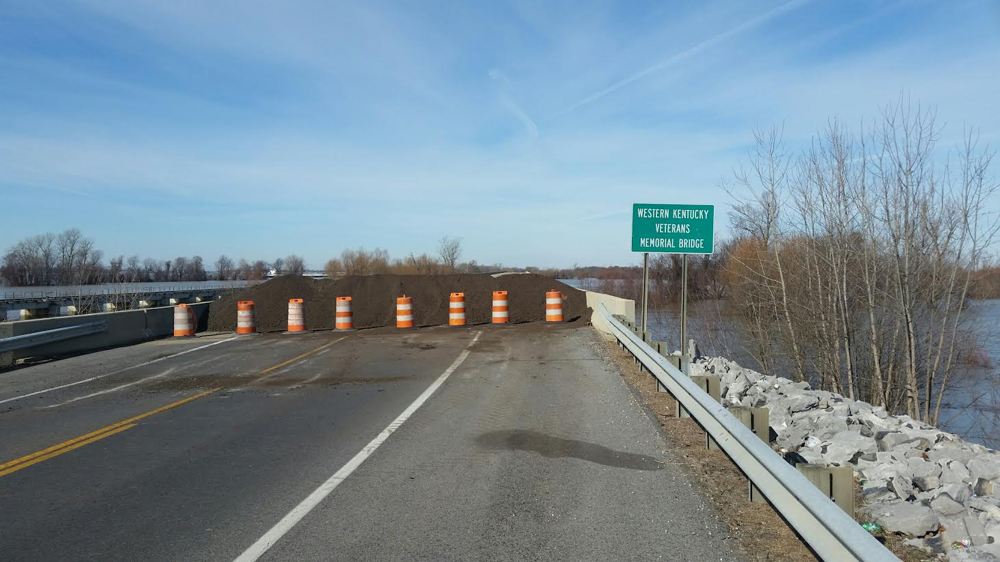 WESTERN KENTUCKY
VETERANS
MEMORIAL BRIDGE